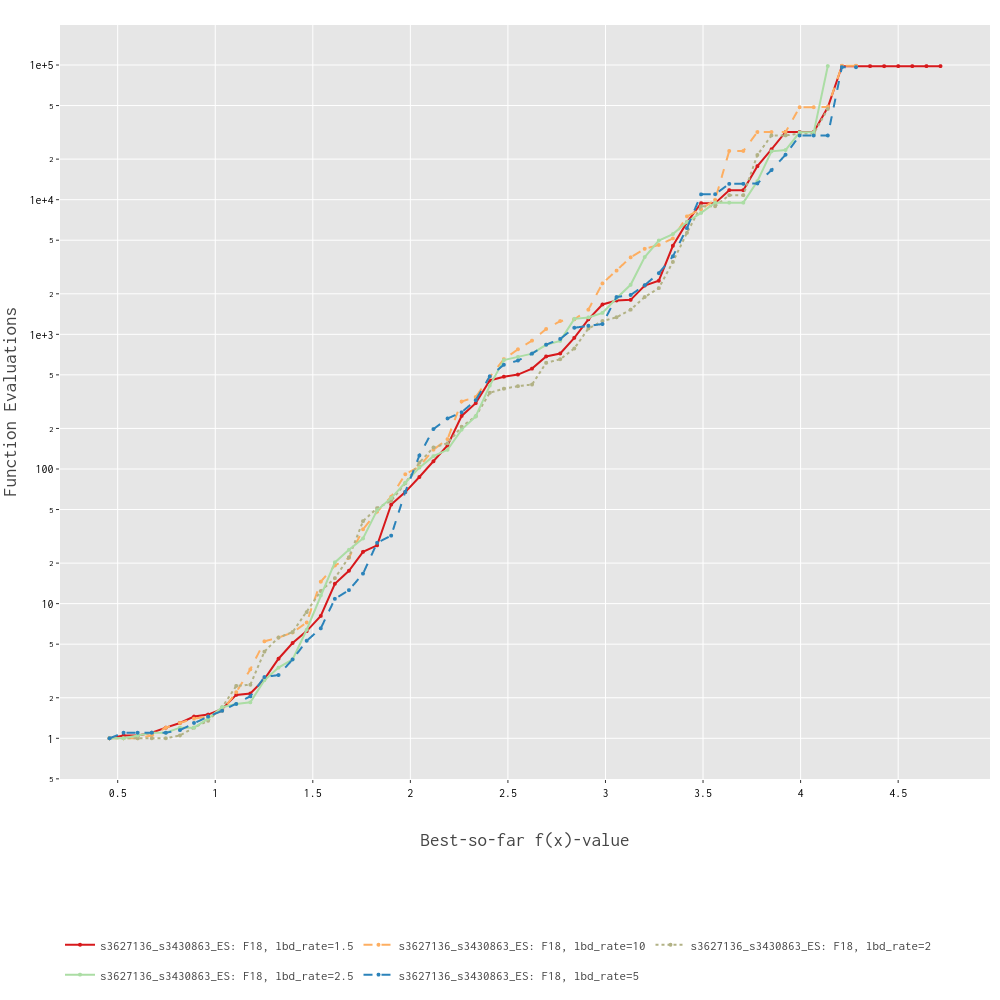 1e+5
5
2
1e+4
5
2
1e+3
5
2
100
5
2
10
5
2
1
5
Function Evaluations
0.5 1 1.5 2 2.5 3 3.5 4 4.5
Best-so-far f(x)-value
s3627136_s3430863_ES: F18, lbd_rate=1.5 s3627136_s3430863_ES: F18, lbd_rate=10 s3627136_s3430863_ES: F18, lbd_rate=2
s3627136_s3430863_ES: F18, lbd_rate=2.5 s3627136_s3430863_ES: F18, lbd_rate=5